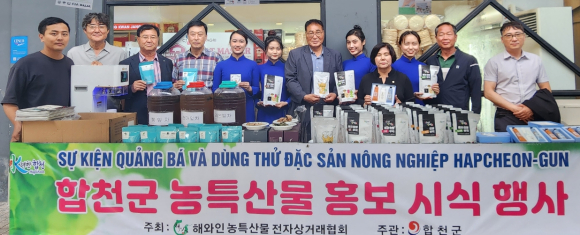 SỰ KIỆN QUẢNG BÁ VÀ DÙNG THỬ ĐẶC SẢN NÔNG NGHIỆP HAPCHEON-GUN
합천군 농특산물 홍보 시식 행사
주최 : 해와인 농특산물 전자상거래협회 주관 : 합천군